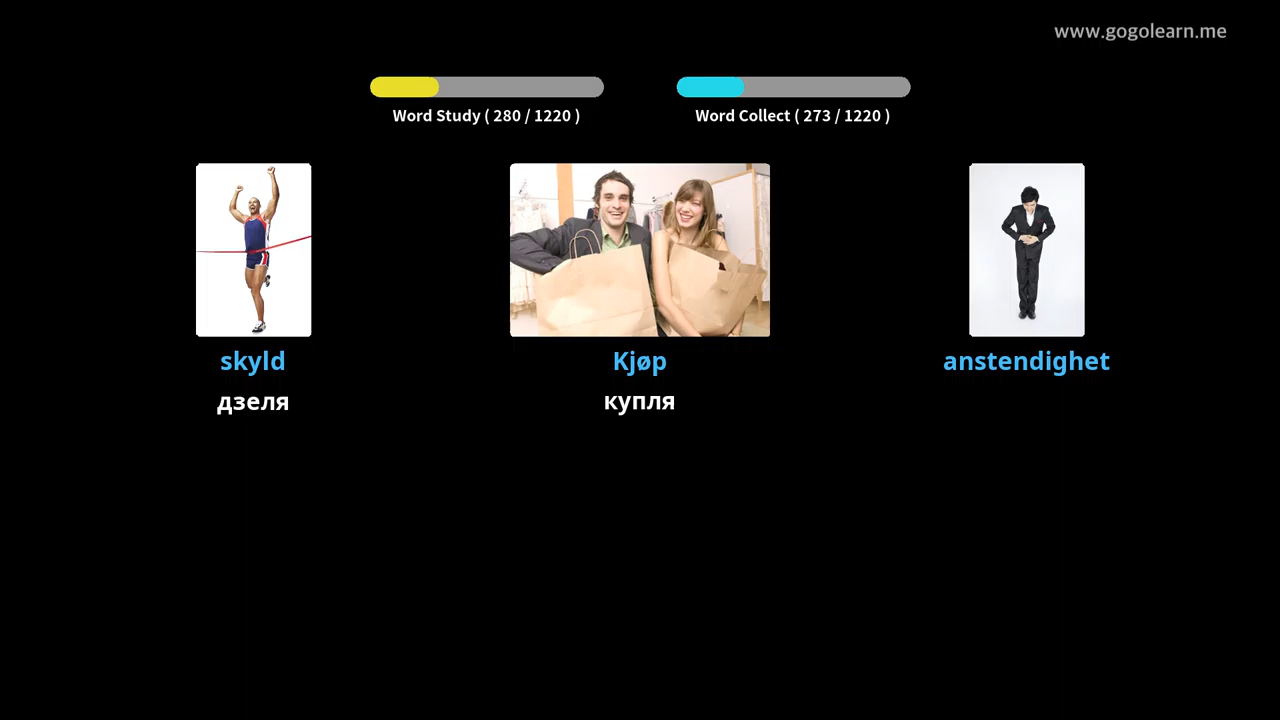 www.gogolearn.me
Word Study ( 280 / 1220 )
Word Collect ( 273 / 1220 )
skyld
Kjøp
anstendighet
дзеля
купля